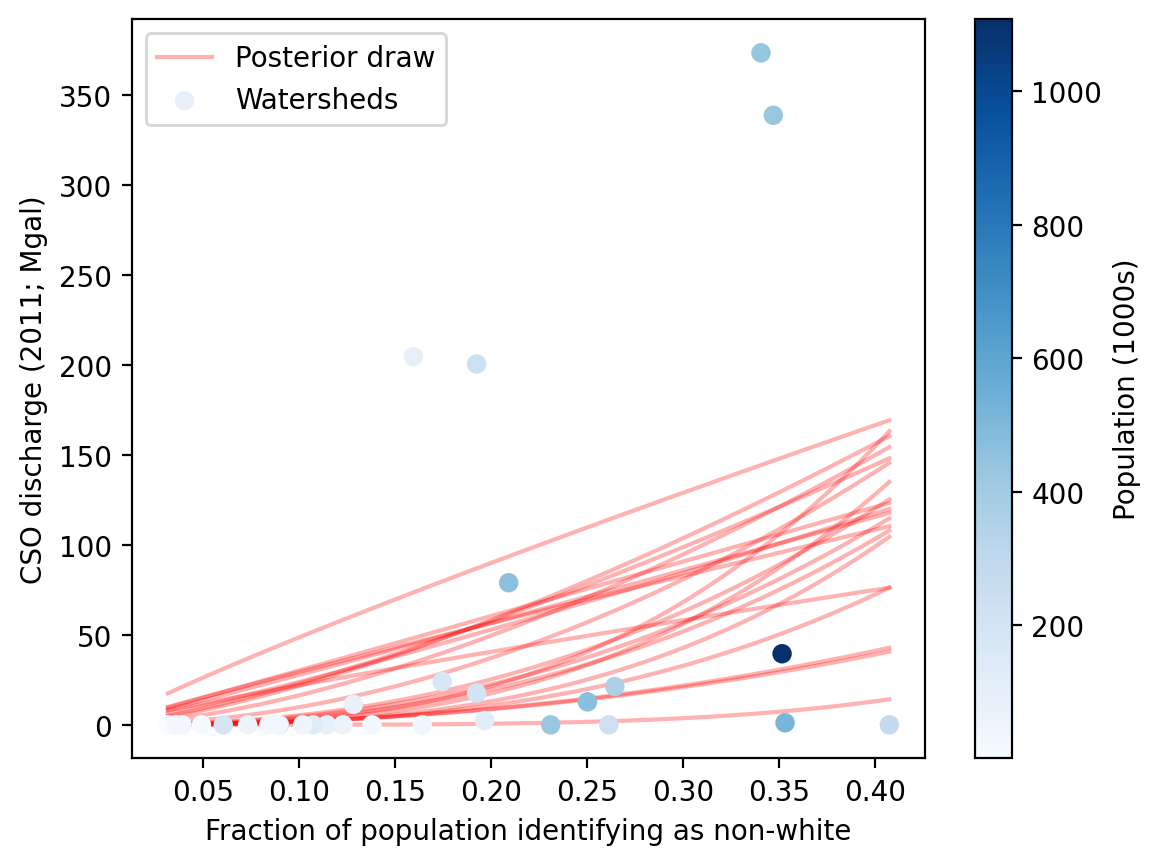 Posterior draw
Watersheds
CSO discharge (2011; Mgal)
350
300
250
200
150
100
50
0
0.05 0.10 0.15 0.20 0.25 0.30 0.35 0.40
Fraction of population identifying as non-white
1000
800
600
400
200
Population (1000s)